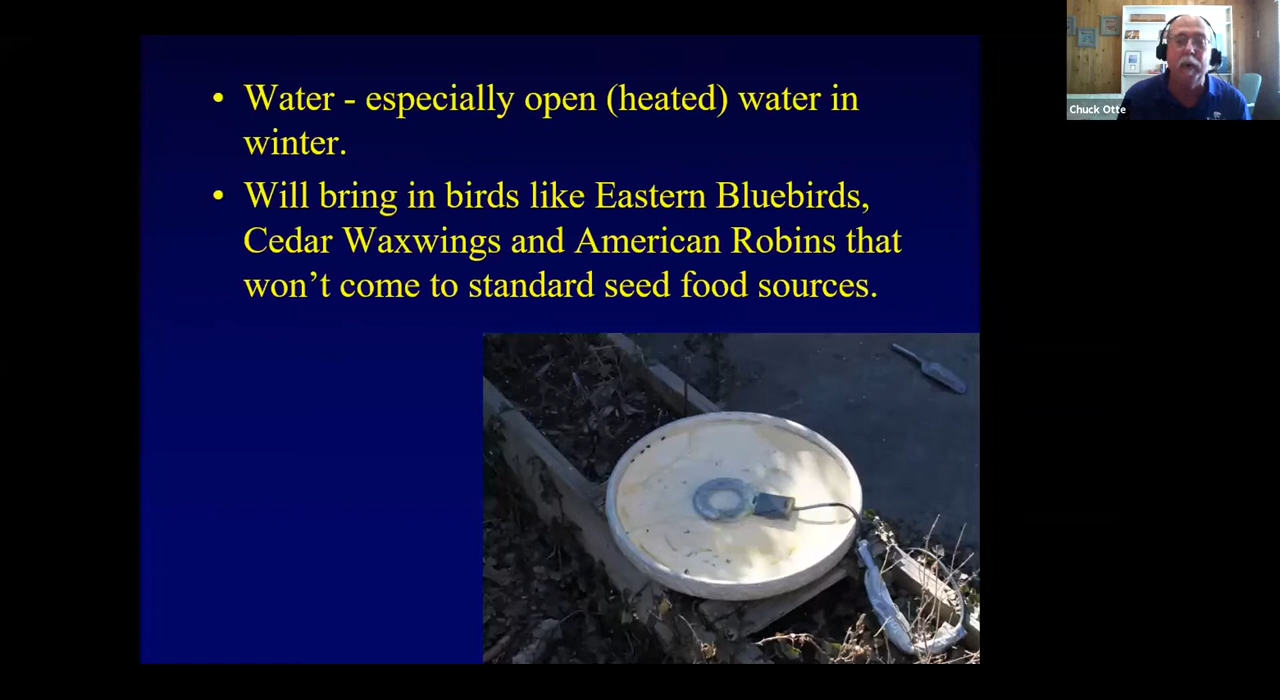 • Water - especially open (heated) water in
winter.
• Will bring in birds like Eastern Bluebirds,
Cedar Waxwings and American Robins that
won’t come to standard seed food sources.
Chuck Otte